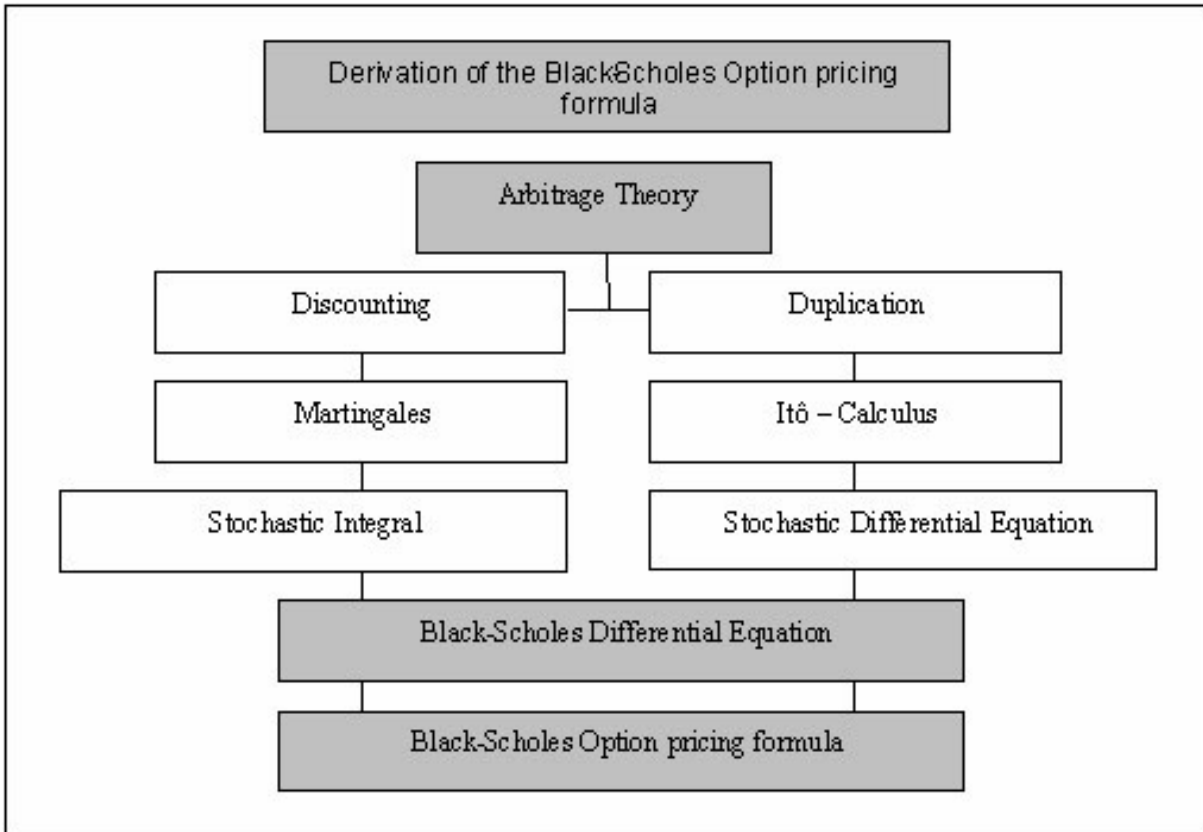 Derivation of the BlackScholes Option pricing
formula
Arbitrage Theory
Discounting
Duplication
Martingales
Itô – Calculus
Stochastic Integral
Stochastic Differential Equation
Black-Scholes Differential Equation
Black-Scholes Option pricing formula